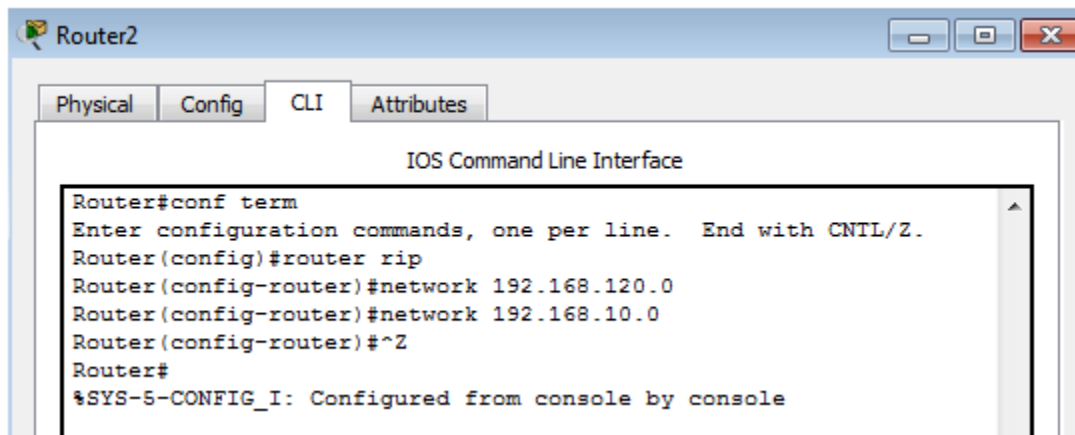 Router2
Physical Config CLI Attributes
IOS Command Line Interface
Router#conf term
Enter configuration commands, one per line.  End with CNTL/Z.
Router(config)#router rip
Router(config-router)#network 192.168.120.0
Router(config-router)#network 192.168.10.0
Router(config-router)#^Z
Router#
%SYS-5-CONFIG_I: Configured from console by console